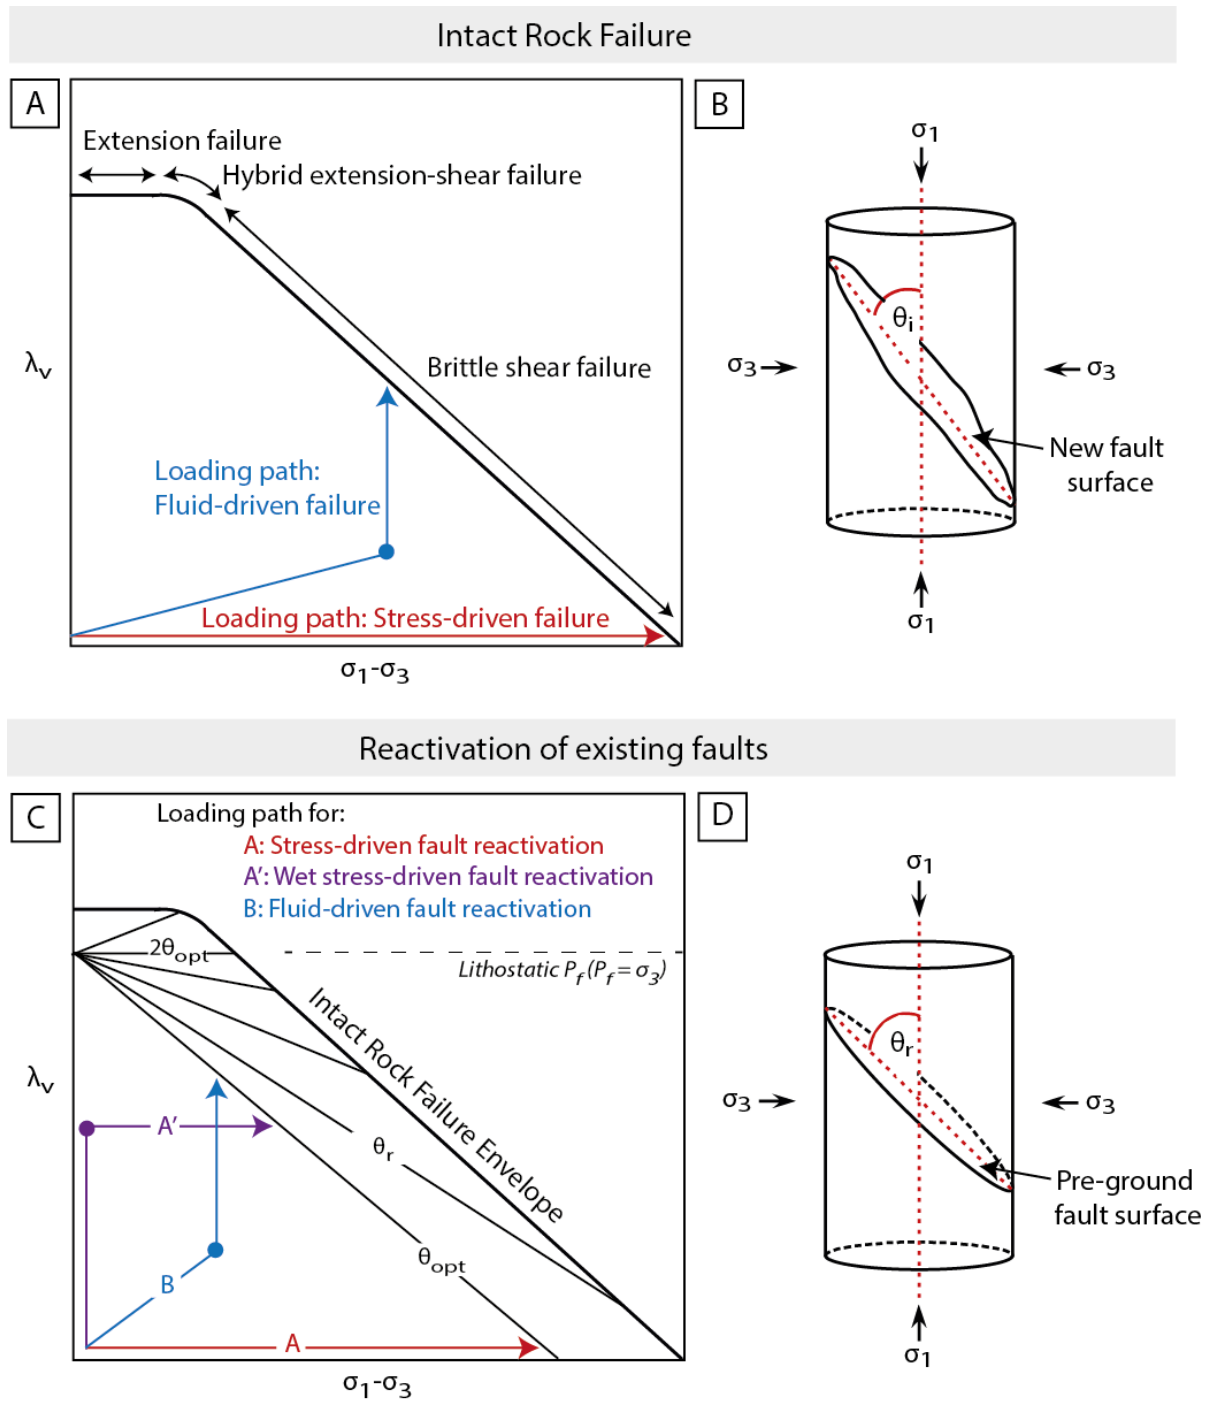 Intact Rock Failure
A
Extension failure
Hybrid extension-shear failure
λv
Brittle shear failure
Loading path:
Fluid-driven failure
Loading path: Stress-driven failure
σ1-σ3
B
σ1
θi
σ3
σ3
New fault
surface
σ1
Reactivation of existing faults
C
Loading path for:
A: Stress-driven fault reactivation
A’: Wet stress-driven fault reactivation
B: Fluid-driven fault reactivation
2θopt
Lithostatic Pf (Pf = σ3)
Intact Rock Failure Envelope
λv
A’
θr
θopt
B
A
σ1-σ3
D
σ1
θr
σ3
σ3
Pre-ground
fault surface
σ1